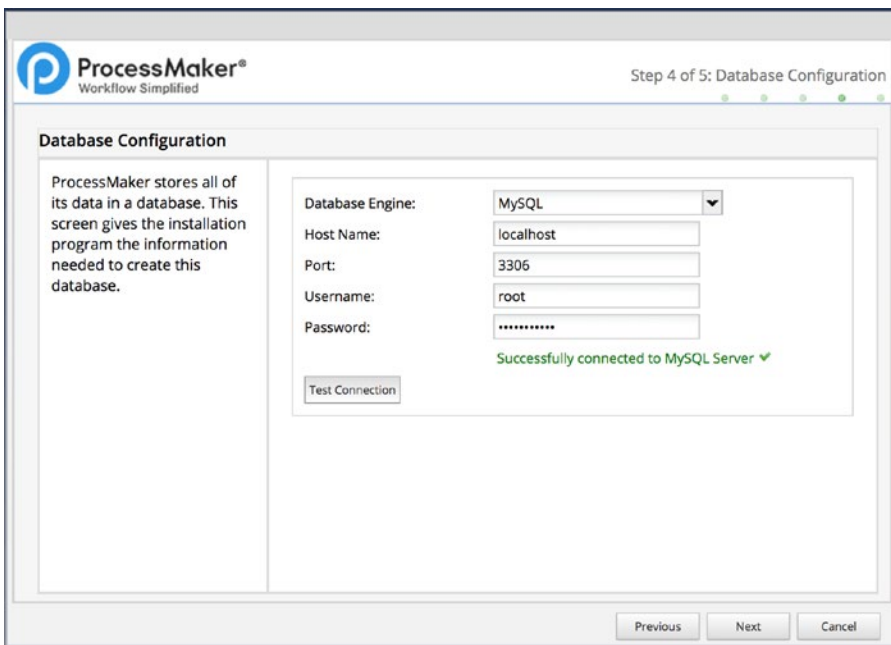 ProcessMaker®
Workflow Simplified
Step 4 of 5: Database Configuration
Database Configuration
ProcessMaker stores all of
its data in a database. This
screen gives the installation
program the information
needed to create this
database.
Database Engine: MySQL
Host Name: localhost
Port: 3306
Username: root
Password: •••••••••••
Successfully connected to MySQL Server
Test Connection
Previous Next Cancel